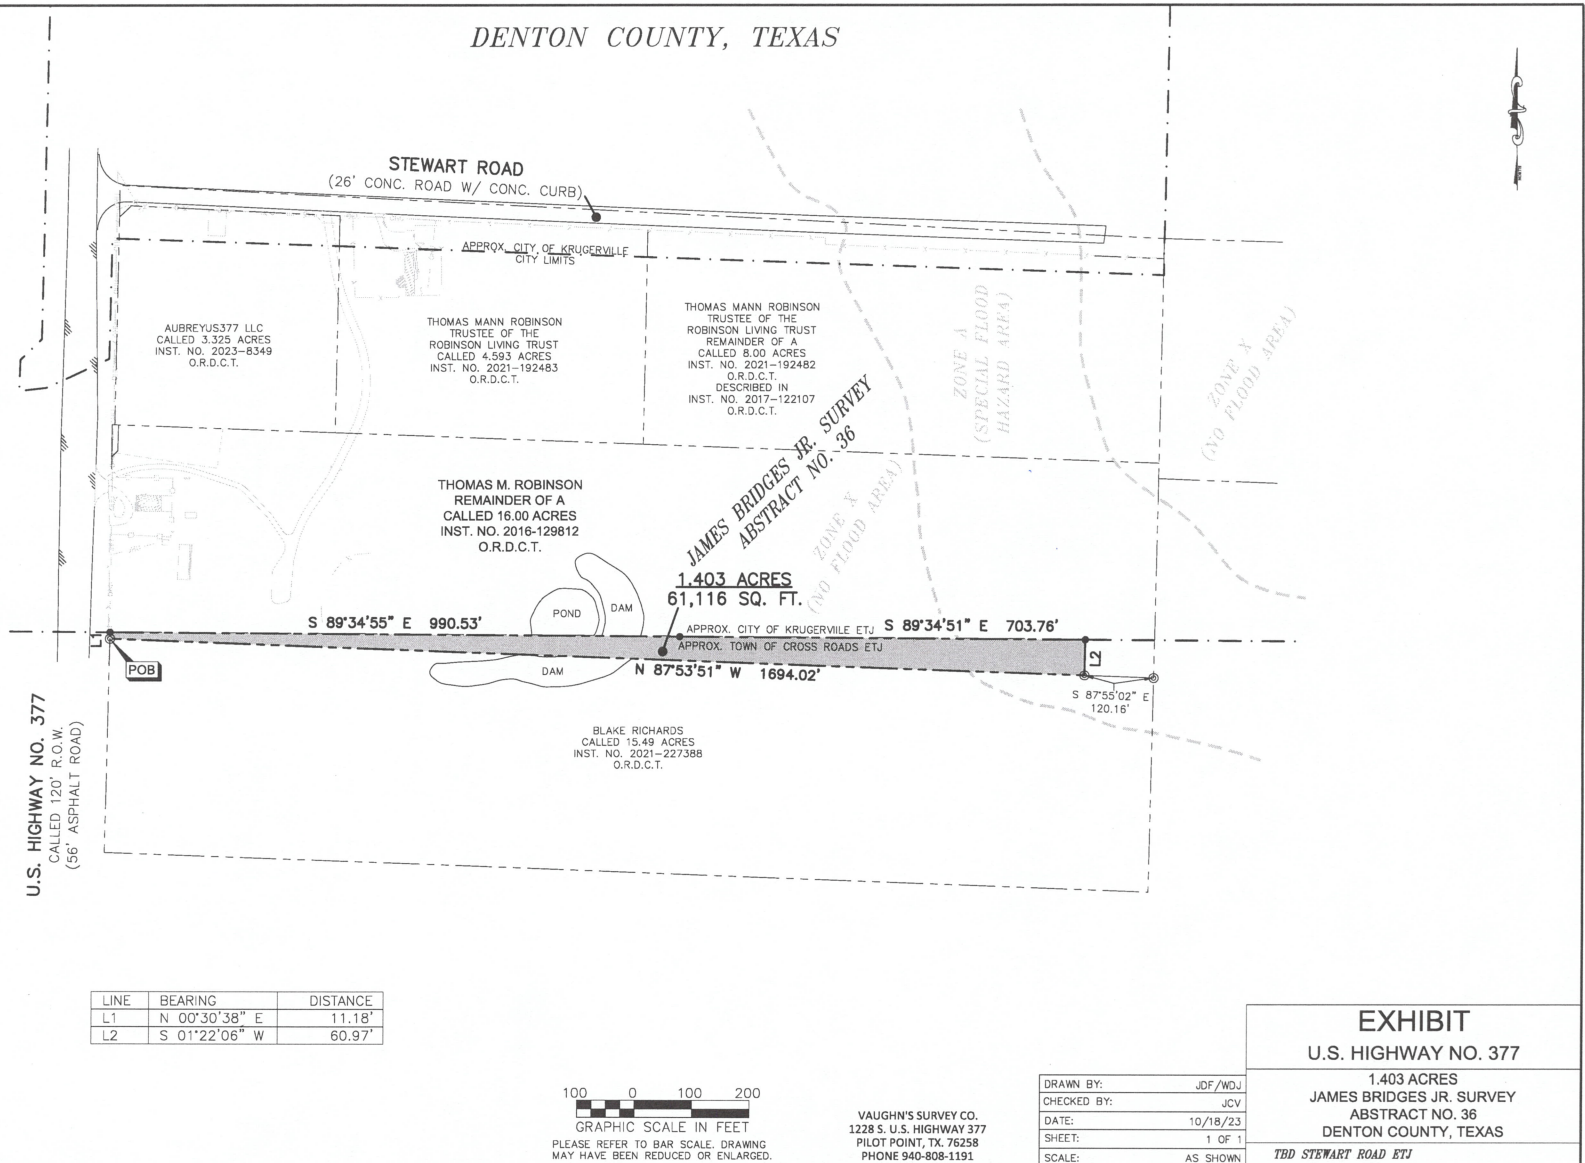 DENTON COUNTY, TEXAS
NORTH
STEWART ROAD
(26' CONC. ROAD W/ CONC. CURB)
APPROX. CITY OF KRUGERVILLE
CITY LIMITS
AUBREYUS377 LLC
CALLED 3.325 ACRES
INST. NO. 2023-8349
O.R.D.C.T.
THOMAS MANN ROBINSON
TRUSTEE OF THE
ROBINSON LIVING TRUST
CALLED 4.593 ACRES
INST. NO. 2021-192483
O.R.D.C.T.
THOMAS MANN ROBINSON
TRUSTEE OF THE
ROBINSON LIVING TRUST
REMAINDER OF A
CALLED 8.00 ACRES
INST. NO. 2021-192482
O.R.D.C.T.
DESCRIBED IN
INST. NO. 2017-122107
O.R.D.C.T.
ZONE A
(SPECIAL FLOOD
HAZARD AREA)
ZONE X
(NO FLOOD AREA)
JAMES BRIDGES JR. SURVEY
ABSTRACT NO. 36
ZONE X
(NO FLOOD AREA)
THOMAS M. ROBINSON
REMAINDER OF A
CALLED 16.00 ACRES
INST. NO. 2016-129812
O.R.D.C.T.
1.403 ACRES
61,116 SQ. FT.
POND
DAM
S 89°34'55" E 990.53'
APPROX. CITY OF KRUGERVIILE ETJ
S 89°34'51" E 703.76'
APPROX. TOWN OF CROSS ROADS ETJ
L1
L2
POB
DAM
N 87°53'51" W 1694.02'
S 87°55'02" E
120.16'
BLAKE RICHARDS
CALLED 15.49 ACRES
INST. NO. 2021-227388
O.R.D.C.T.
U.S. HIGHWAY NO. 377
CALLED 120' R.O.W.
(56' ASPHALT ROAD)
LINE BEARING DISTANCE
L1 N 00°30'38" E 11.18'
L2 S 01°22'06" W 60.97'
100 0 100 200
GRAPHIC SCALE IN FEET
PLEASE REFER TO BAR SCALE. DRAWING
MAY HAVE BEEN REDUCED OR ENLARGED.
VAUGHN'S SURVEY CO.
1228 S. U.S. HIGHWAY 377
PILOT POINT, TX. 76258
PHONE 940-808-1191
DRAWN BY: JDF/WDJ
CHECKED BY: JCV
DATE: 10/18/23
SHEET: 1 OF 1
SCALE: AS SHOWN
EXHIBIT
U.S. HIGHWAY NO. 377
1.403 ACRES
JAMES BRIDGES JR. SURVEY
ABSTRACT NO. 36
DENTON COUNTY, TEXAS
TBD STEWART ROAD ETJ